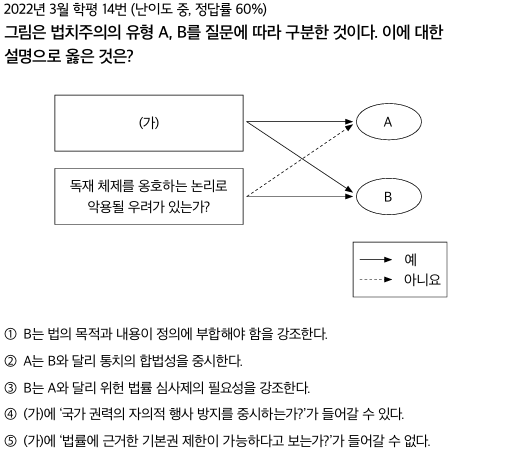 2022년 3월 학평 14번 (난이도 중, 정답률 60%)
그림은 법치주의의 유형 A, B를 질문에 따라 구분한 것이다. 이에 대한
설명으로 옳은 것은?
(가)
A
독재 체제를 옹호하는 논리로
악용될 우려가 있는가?
B
예
아니요
① B는 법의 목적과 내용이 정의에 부합해야 함을 강조한다.
② A는 B와 달리 통치의 합법성을 중시한다.
③ B는 A와 달리 위헌 법률 심사제의 필요성을 강조한다.
④ (가)에 '국가 권력의 자의적 행사 방지를 중시하는가?'가 들어갈 수 있다.
⑤ (가)에 '법률에 근거한 기본권 제한이 가능하다고 보는가?'가 들어갈 수 없다.